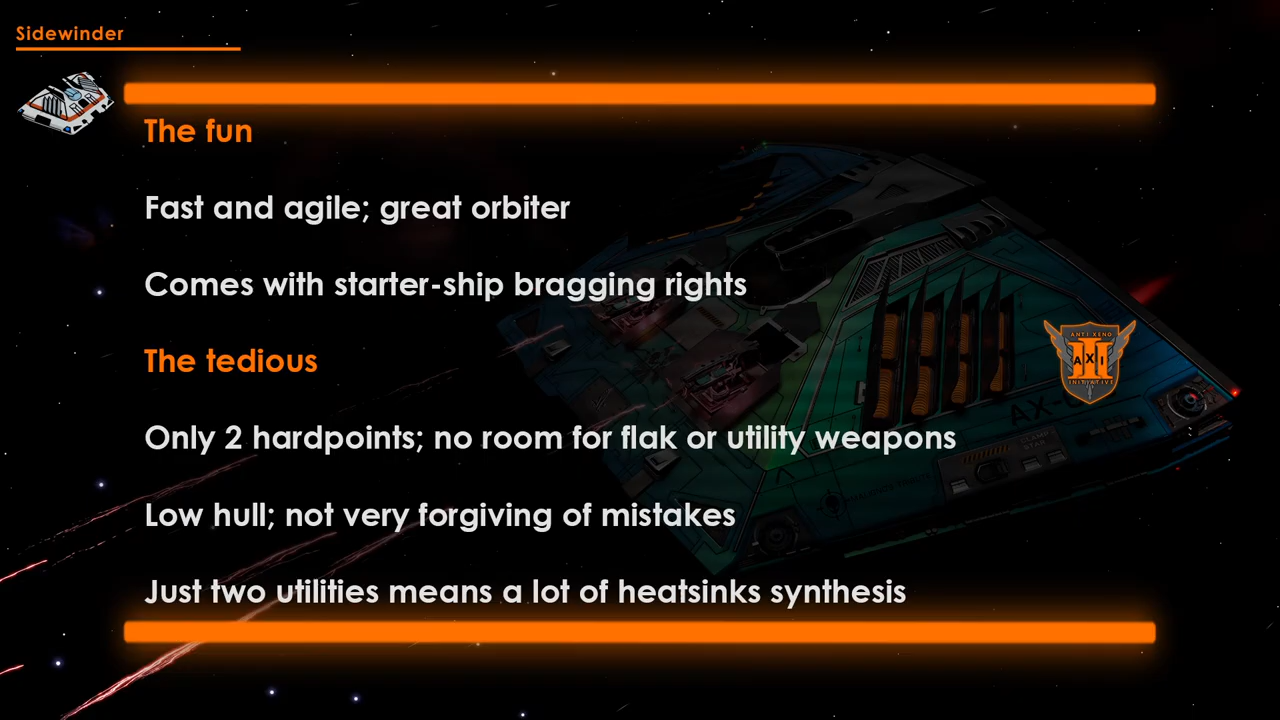 Sidewinder
The fun
Fast and agile; great orbiter
Comes with starter-ship bragging rights
The tedious
ANTI XENO
AXI
INITIATIVE
Only 2 hardpoints; no room for flak or utility weapons
Low hull; not very forgiving of mistakes
Just two utilities means a lot of heatsinks synthesis